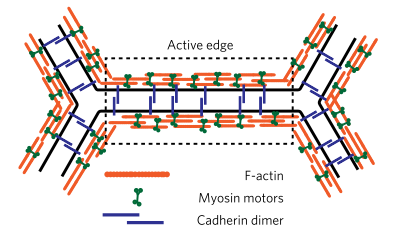 Active edge
F-actin
Myosin motors
Cadherin dimer